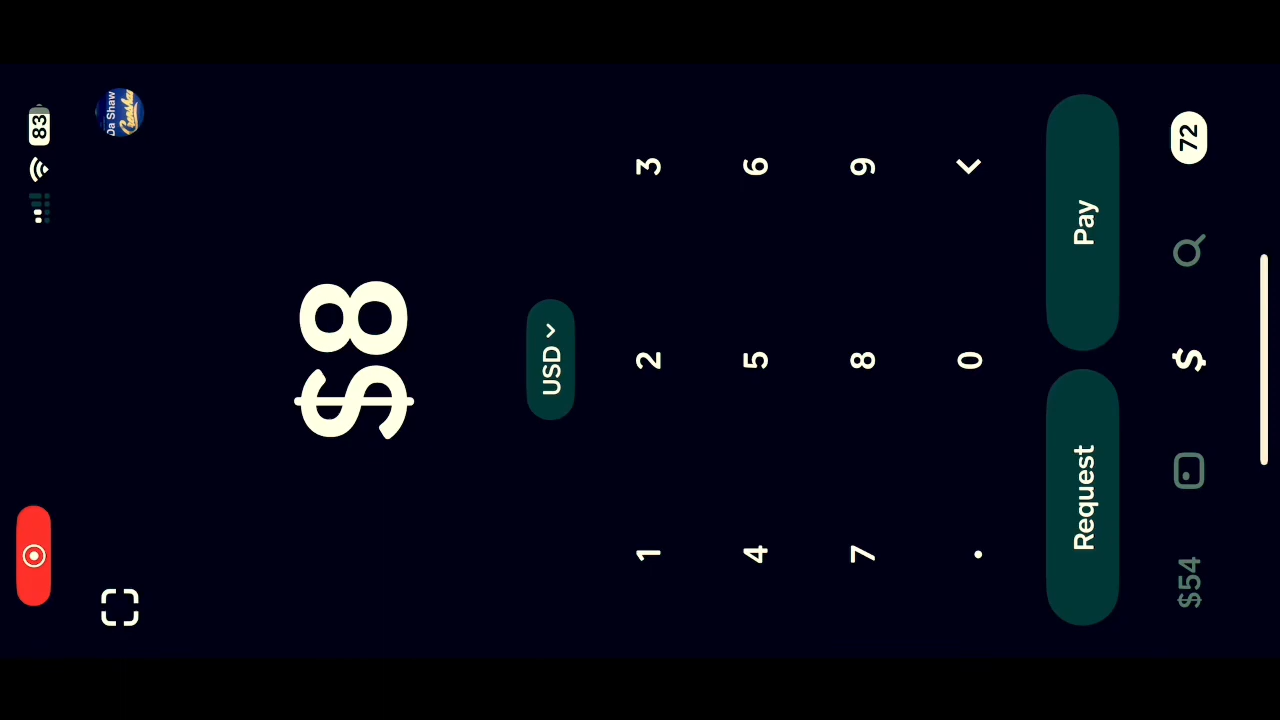 83
Da Shaw
Crenshaw
$8
USD
1 2 3
4 5 6
7 8 9
. 0
Request Pay
$54 $ 72